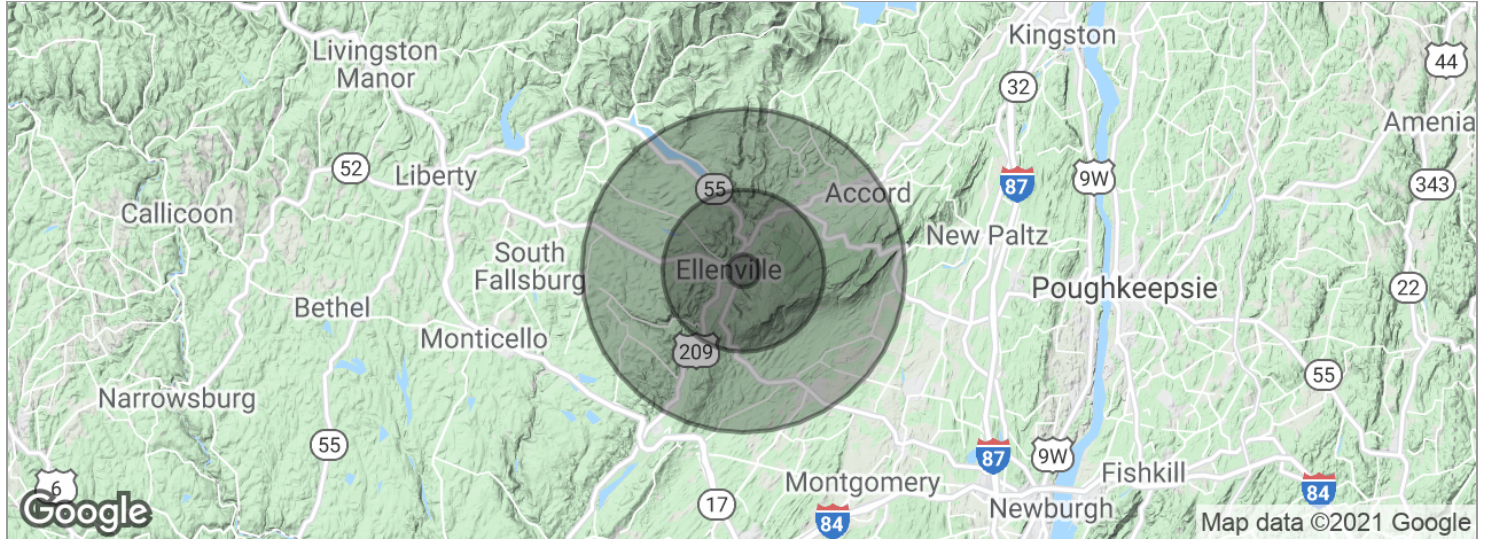 Kingston
Livingston
Manor
44
32
Amenia
52
Liberty
55
Accord
87
9W
343
Callicoon
New Paltz
South
Fallsburg
Ellenville
Poughkeepsie
22
Bethel
Monticello
209
55
Narrowsburg
55
87
9W
Fishkill
Montgomery
6
17
84
Newburgh
84
Google
Map data ©2021 Google